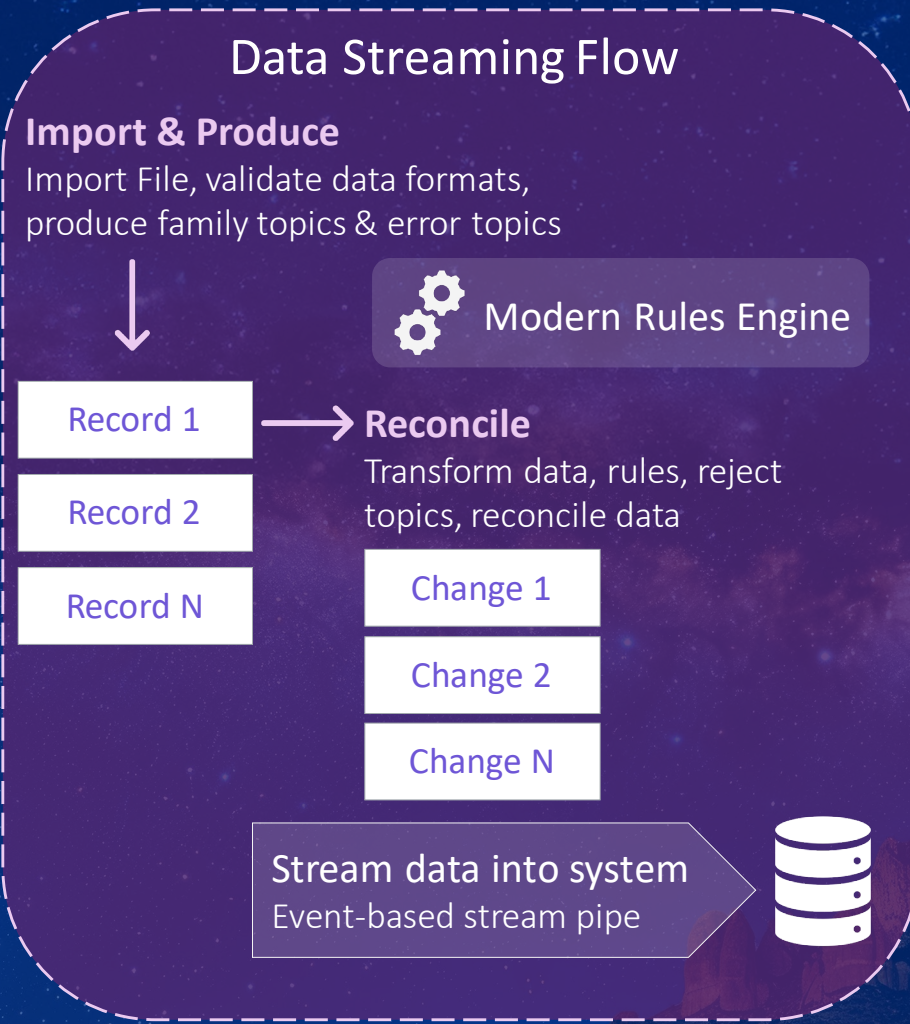 Data Streaming Flow
Import & Produce
Import File, validate data formats,
produce family topics & error topics
Modern Rules Engine
Record 1
Record 2
Record N
Reconcile
Transform data, rules, reject
topics, reconcile data
Change 1
Change 2
Change N
Stream data into system
Event-based stream pipe